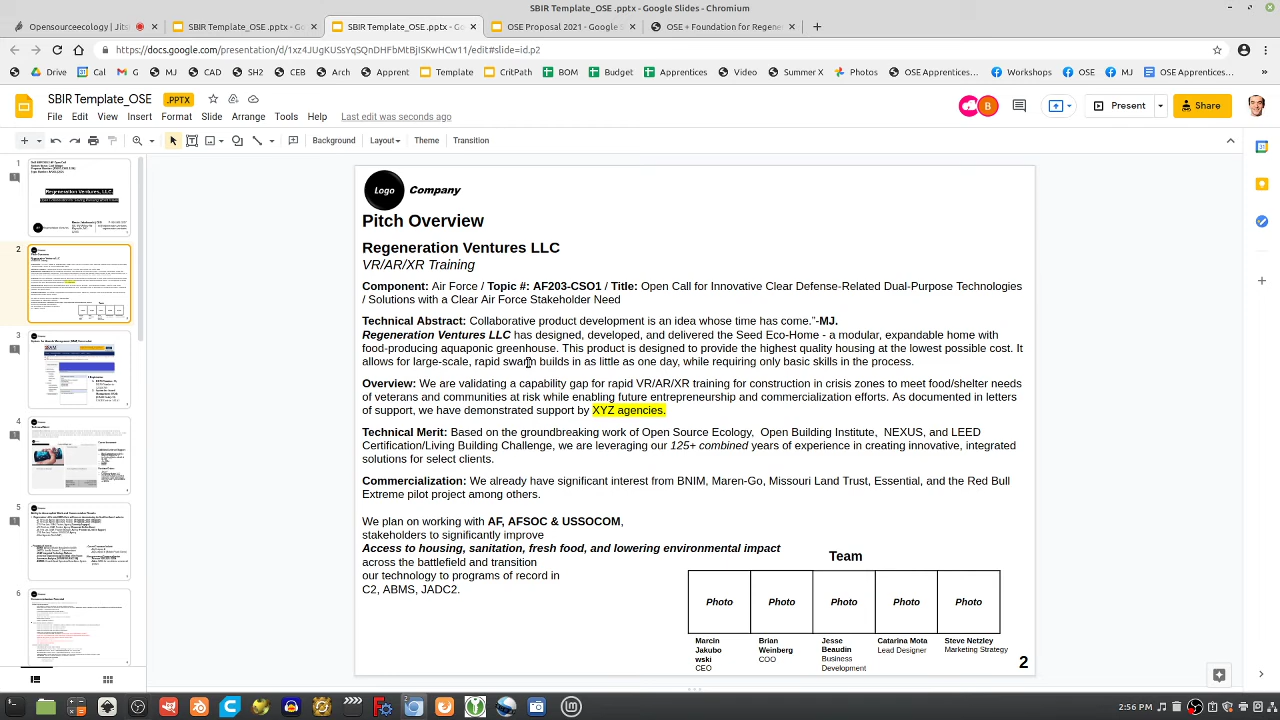 SBIR Template_OSE .pptx - Google Slides - Chromium
Opensourceecology | Jits
SBIR Template_OSE .pptx - Go
SBIR Template_OSE .pptx - Go
OSE Proposal 2021 - Google S
OSE + Foundation for Regene
https://docs.google.com/presentation/d/1xz4JUgKUSsYqSQnDHFbMtBjISKwHCw11/edit#slide=id.p2
Drive Cal G MJ CAD SH2 CEB Arch Apprent Template CritPath BOM Budget Apprentices Video Summer X Photos OSE Apprentices… Workshops OSE MJ OSE Apprentices… »
SBIR Template_OSE .PPTX
File Edit View Insert Format Slide Arrange Tools Help Last edit was seconds ago
B
Present
Share
Background Layout Theme Transition
1
2
3
4
5
6
Logo Company
Pitch Overview
Regeneration Ventures LLC
VR/AR/XR Training
Component: Air Force / Topic #: AF203-CSO1 / Title: Open Call for Innovative Clear Defense-Related Dual-Purpose Technologies
/ Solutions with a Clear Air Force Stakeholder Need
Technical Abstract. Collaborative product development is an idea whose time has come.”-MJ.
Regeneration Ventures LLC has designed, developed, and delivered the Seed Eco-Home - a modular, expandable home with
food-producing aquaponic greenhouse. This product is designed to provide the highest quality housing at the lowest possible cost. It
allows for large-scale, on-demand build in as little as one day, while requiring only basic skills in the process.
Overview: We are validating a capability set for rapid VR/AR/XR training for construction in crisis zones to meet food/shelter needs
of veterans and communities at risk while enabling future entrepreneurship and commercialization efforts. As documented in letters
of support, we have demonstrated support by XYZ agencies.
Technical Merit: Based on the groundbreaking work of Open Source Ecology, Open Building Institute, NEXUS, and LEED
Certification/Living Building Challenge, we are leveraging our 125+ combined years of experience in creating innovative, integrated
solutions for select clients.
Commercialization: We already have significant interest from BNIM, Maren-Go, Missouri Land Trust, Essential, and the Red Bull
Extreme pilot project among others.
We plan on working with AF, AFSOC & USSOCOM,
stakeholders to significantly improve
Access to housing, sanitation, fresh food, and lowering environmental impact
across the battlefield and transition
our technology to programs of record in
C2, ABMS, JADC2.
Team
Photo Photo Photo Photo Photo
Marcin Jakubo wski CEO
Brian Weinberg COO
Jesse Beaudin Business Development
Catarina Mota Lead Designer
Steve Netzley Marketing Strategy
2
2:56 PM